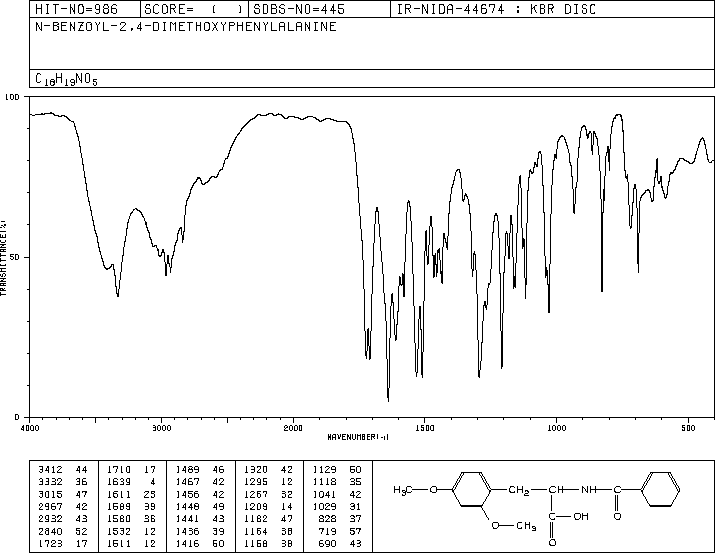 HIT-NO=986 SCORE= ( ) SDBS-NO=445 IR-NIDA-44674 : KBR DISC
N-BENZOYL-2,4-DIMETHOXYPHENYLALANINE
C18H19NO5
100
50
0
TRANSMITTANCE(%)
4000 3000 2000 1500 1000 500
WAVENUMBER(-1)
3412 44 1710 17 1489 46 1320 42 1129 50
3332 36 1639 4 1467 42 1295 12 1118 35
3015 47 1611 23 1456 42 1267 32 1041 42
2967 42 1589 39 1448 49 1209 14 1029 31
2932 43 1580 36 1441 43 1182 47 828 37
2840 52 1532 12 1436 39 1164 38 719 57
1723 17 1511 12 1416 50 1158 38 690 43
H3C O CH2 CH NH C
O CH3 C OH O
O